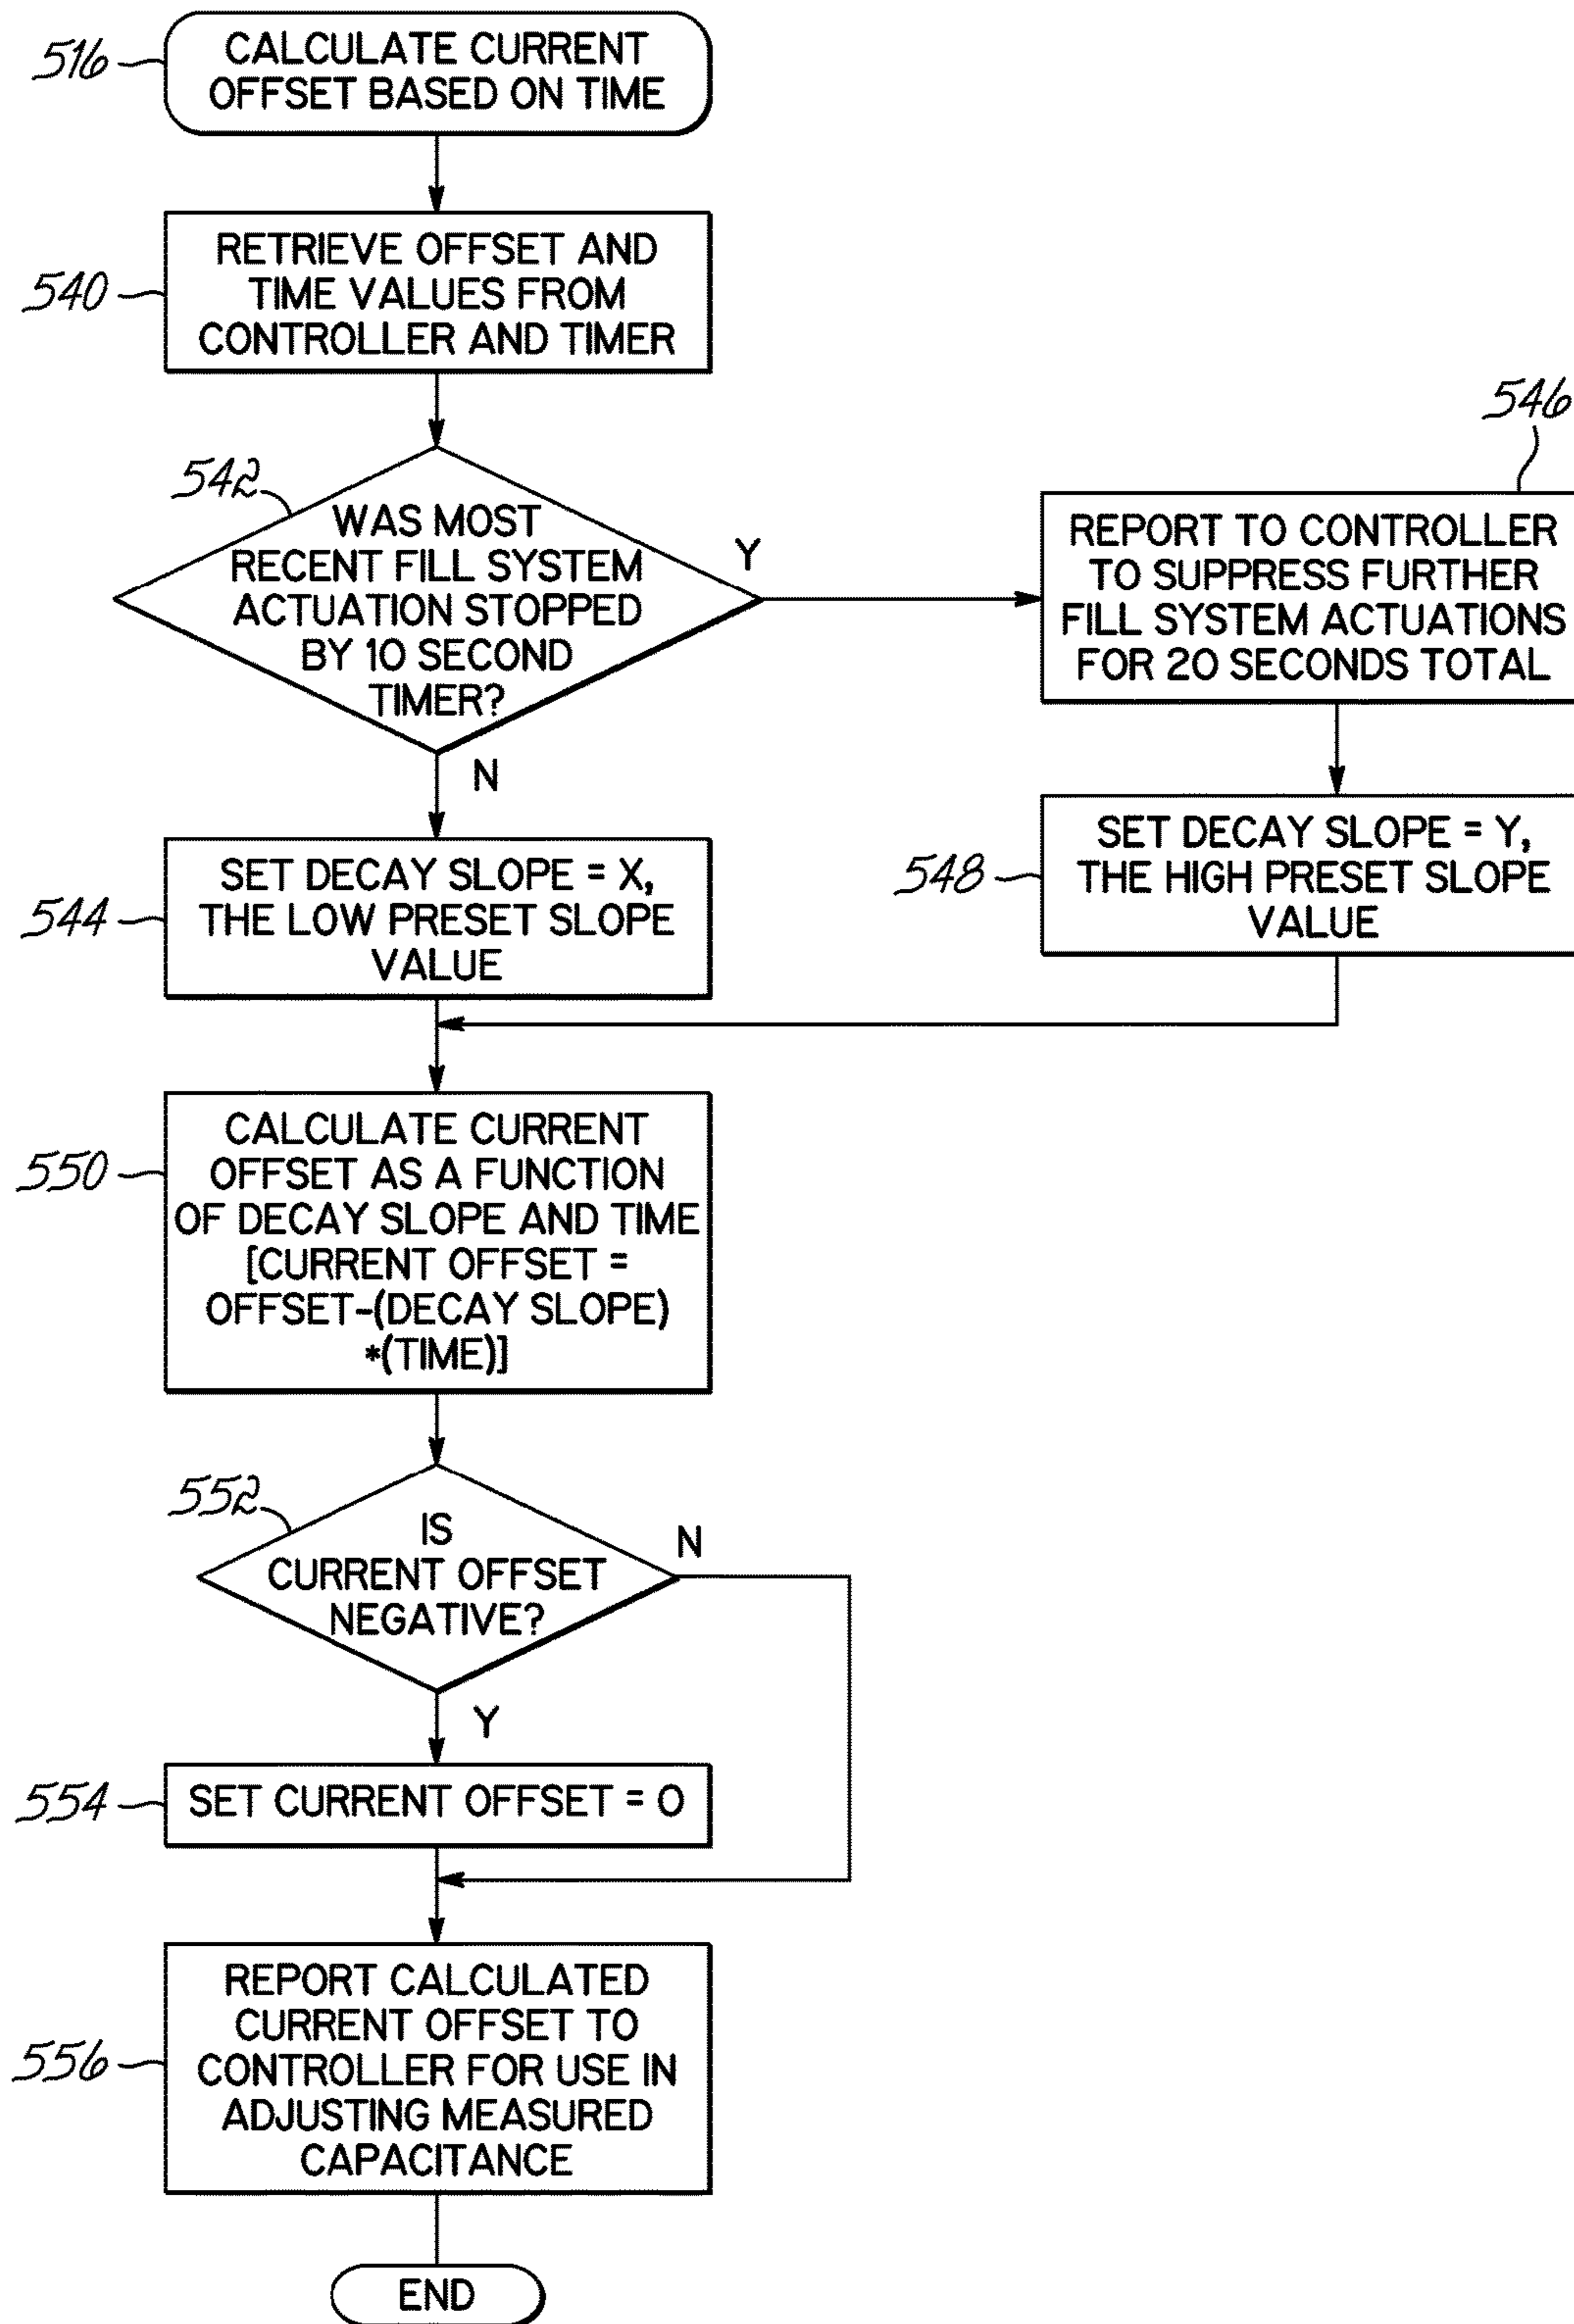 516
CALCULATE CURRENT
OFFSET BASED ON TIME
540
RETRIEVE OFFSET AND
TIME VALUES FROM
CONTROLLER AND TIMER
542
WAS MOST
RECENT FILL SYSTEM
ACTUATION STOPPED
BY 10 SECOND
TIMER?
Y
N
546
REPORT TO CONTROLLER
TO SUPPRESS FURTHER
FILL SYSTEM ACTUATIONS
FOR 20 SECONDS TOTAL
544
SET DECAY SLOPE = X,
THE LOW PRESET SLOPE
VALUE
548
SET DECAY SLOPE = Y,
THE HIGH PRESET SLOPE
VALUE
550
CALCULATE CURRENT
OFFSET AS A FUNCTION
OF DECAY SLOPE AND TIME
[CURRENT OFFSET =
OFFSET-(DECAY SLOPE)
*(TIME)]
552
IS
CURRENT OFFSET
NEGATIVE?
N
Y
554
SET CURRENT OFFSET = 0
556
REPORT CALCULATED
CURRENT OFFSET TO
CONTROLLER FOR USE IN
ADJUSTING MEASURED
CAPACITANCE
END